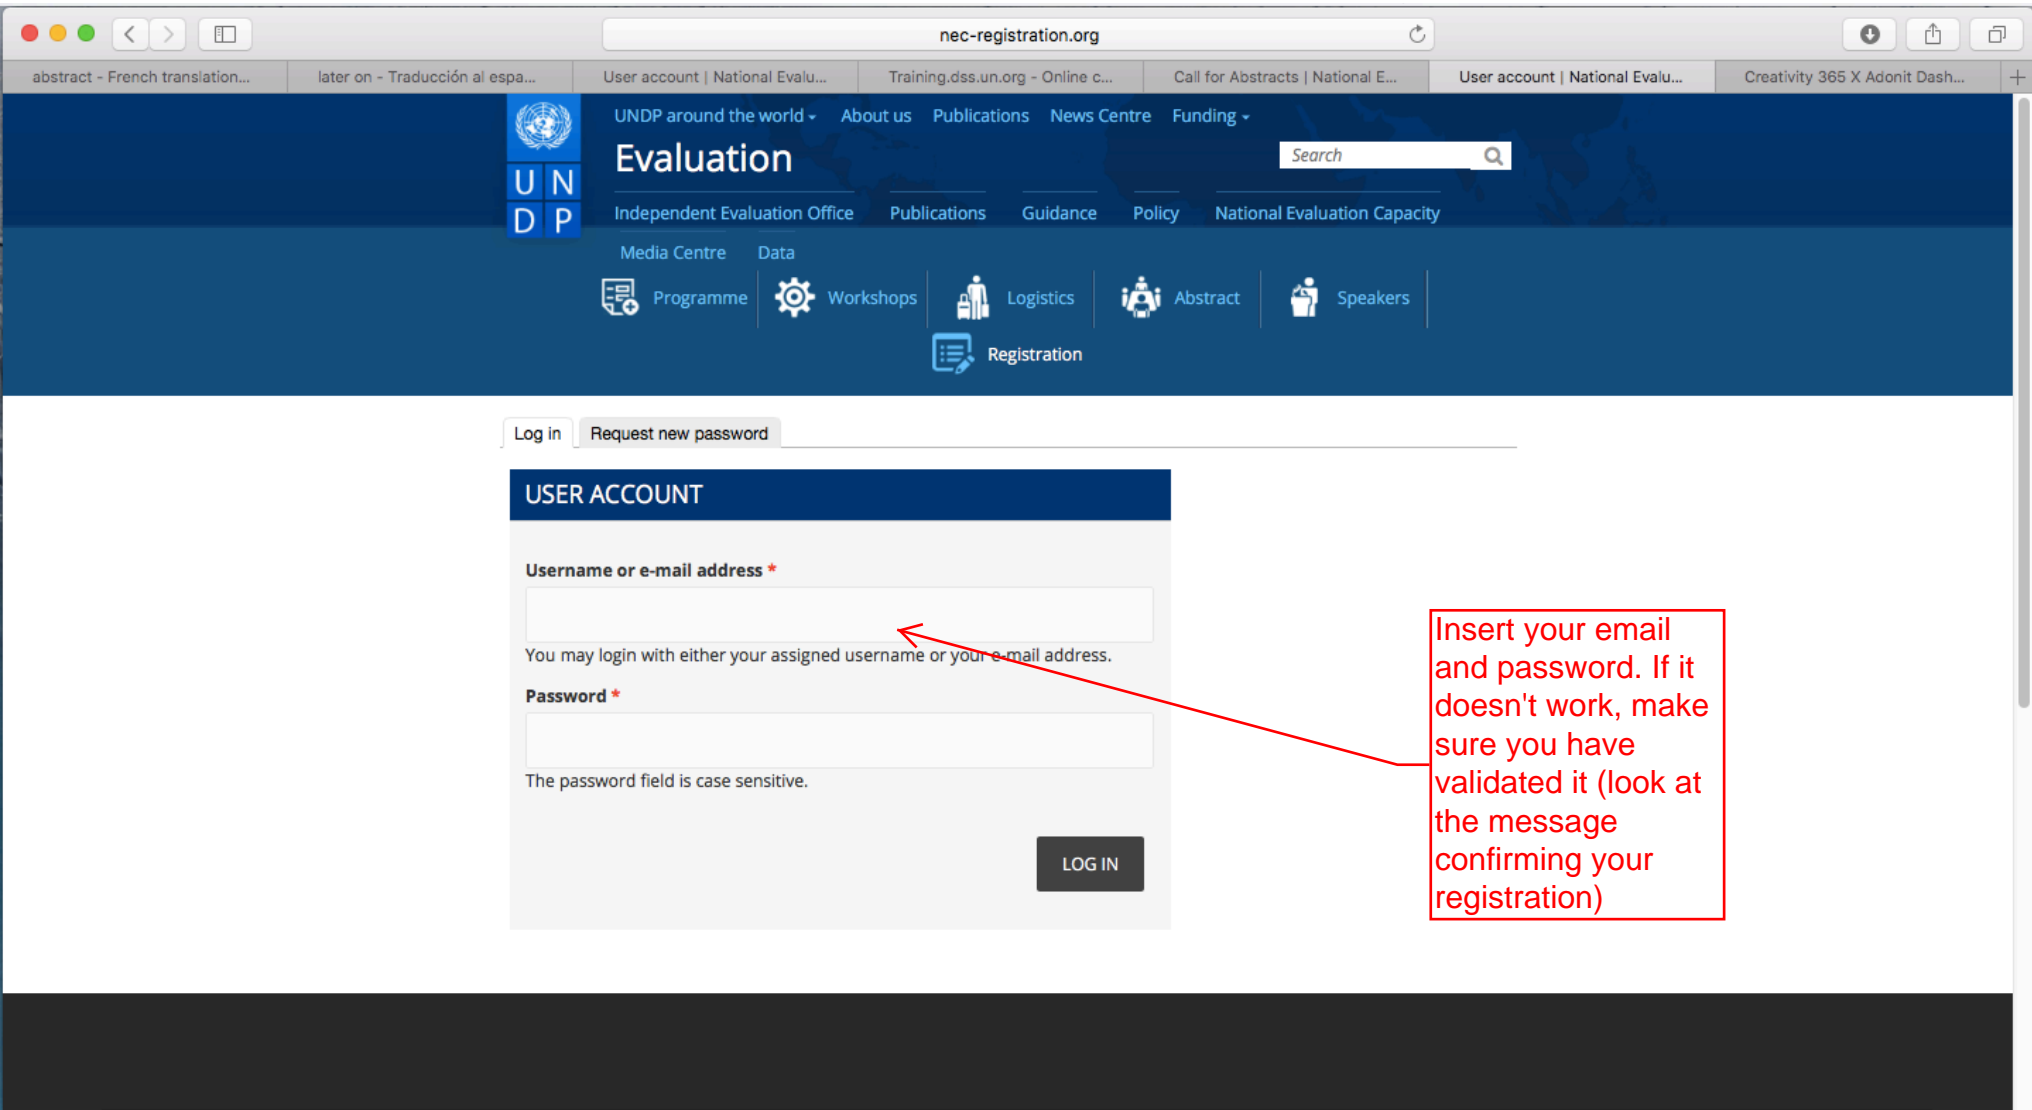 nec-registration.org
abstract - French translation...
later on - Traducción al espa...
User account | National Evalu...
Training.dss.un.org - Online c...
Call for Abstracts | National E...
User account | National Evalu...
Creativity 365 X Adonit Dash...
UNDP around the world
About us
Publications
News Centre
Funding
UN
DP
Evaluation
Search
Independent Evaluation Office
Publications
Guidance
Policy
National Evaluation Capacity
Media Centre
Data
Programme
Workshops
Logistics
Abstract
Speakers
Registration
Log in
Request new password
USER ACCOUNT
Username or e-mail address *
You may login with either your assigned username or your e-mail address.
Password *
The password field is case sensitive.
LOG IN
Insert your email
and password. If it
doesn't work, make
sure you have
validated it (look at
the message
confirming your
registration)